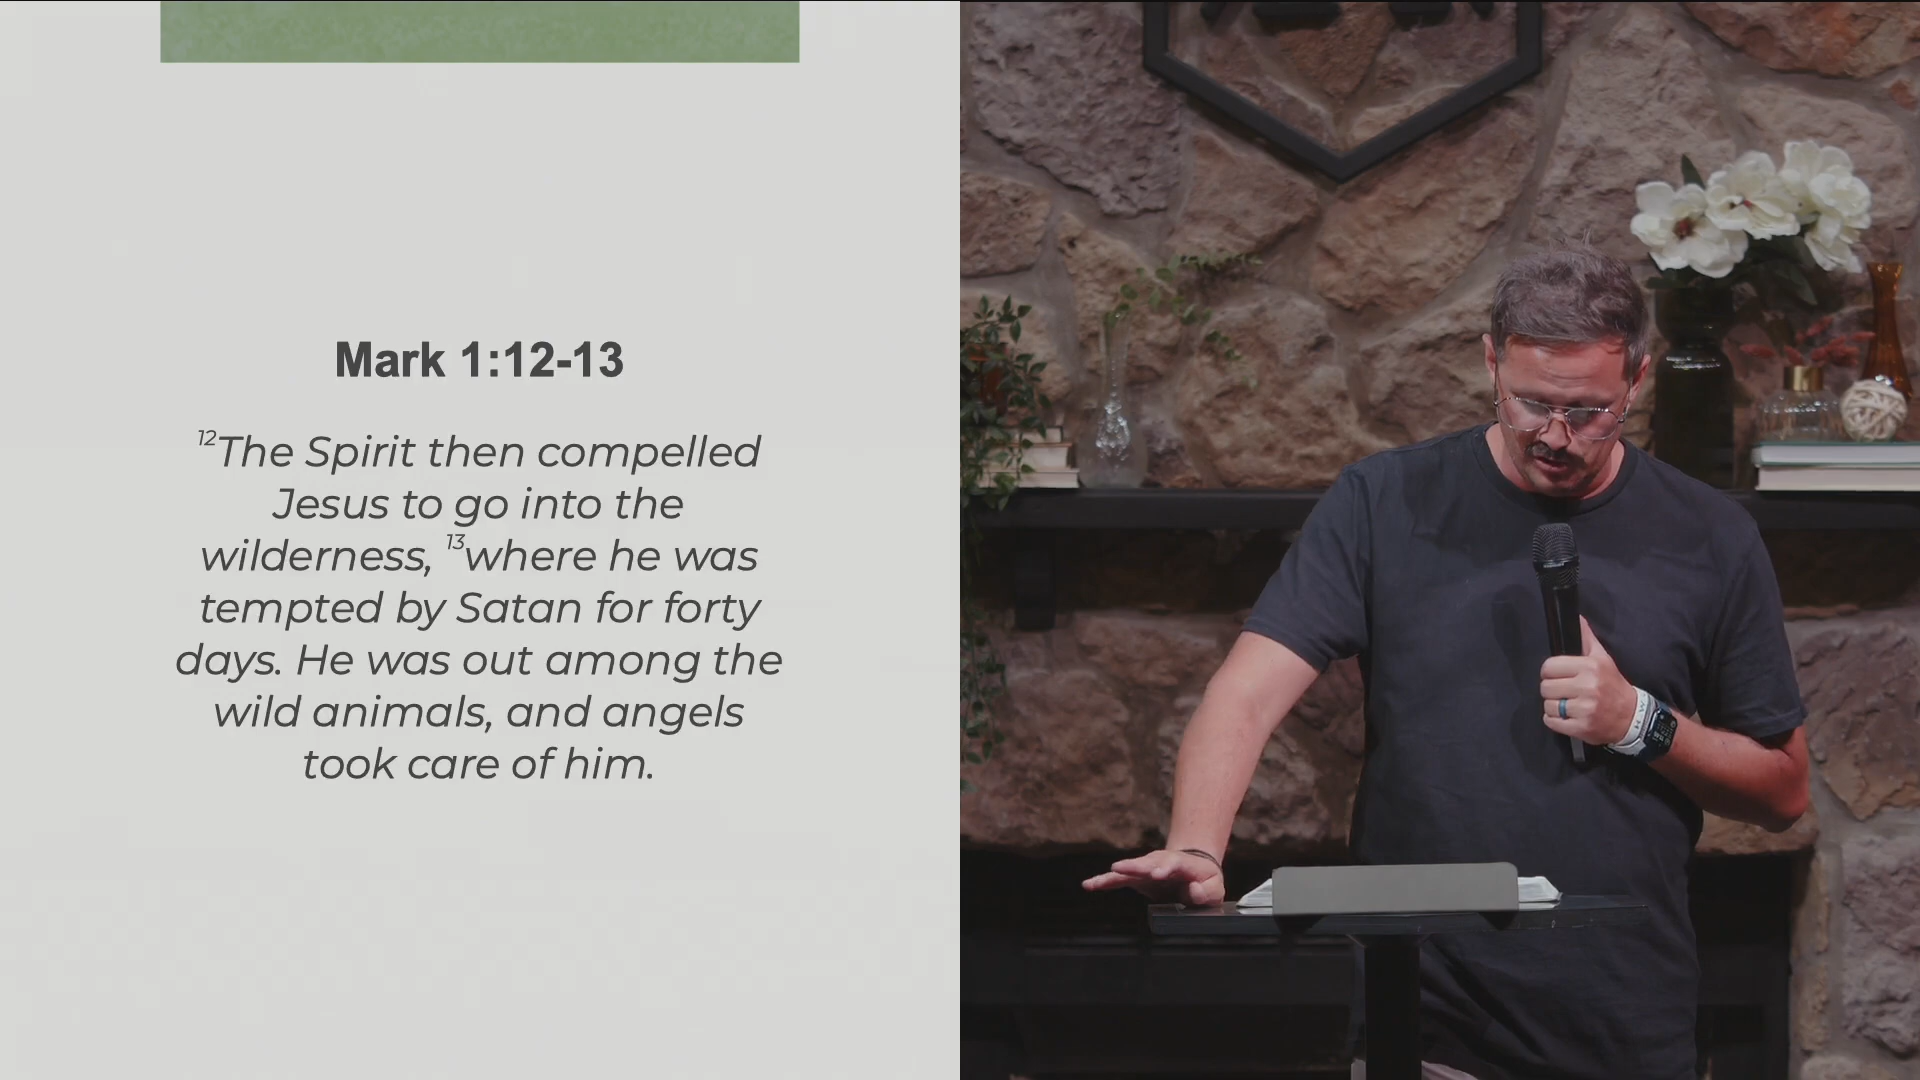 Mark 1:12-13
12The Spirit then compelled
Jesus to go into the
wilderness, 13where he was
tempted by Satan for forty
days. He was out among the
wild animals, and angels
took care of him.